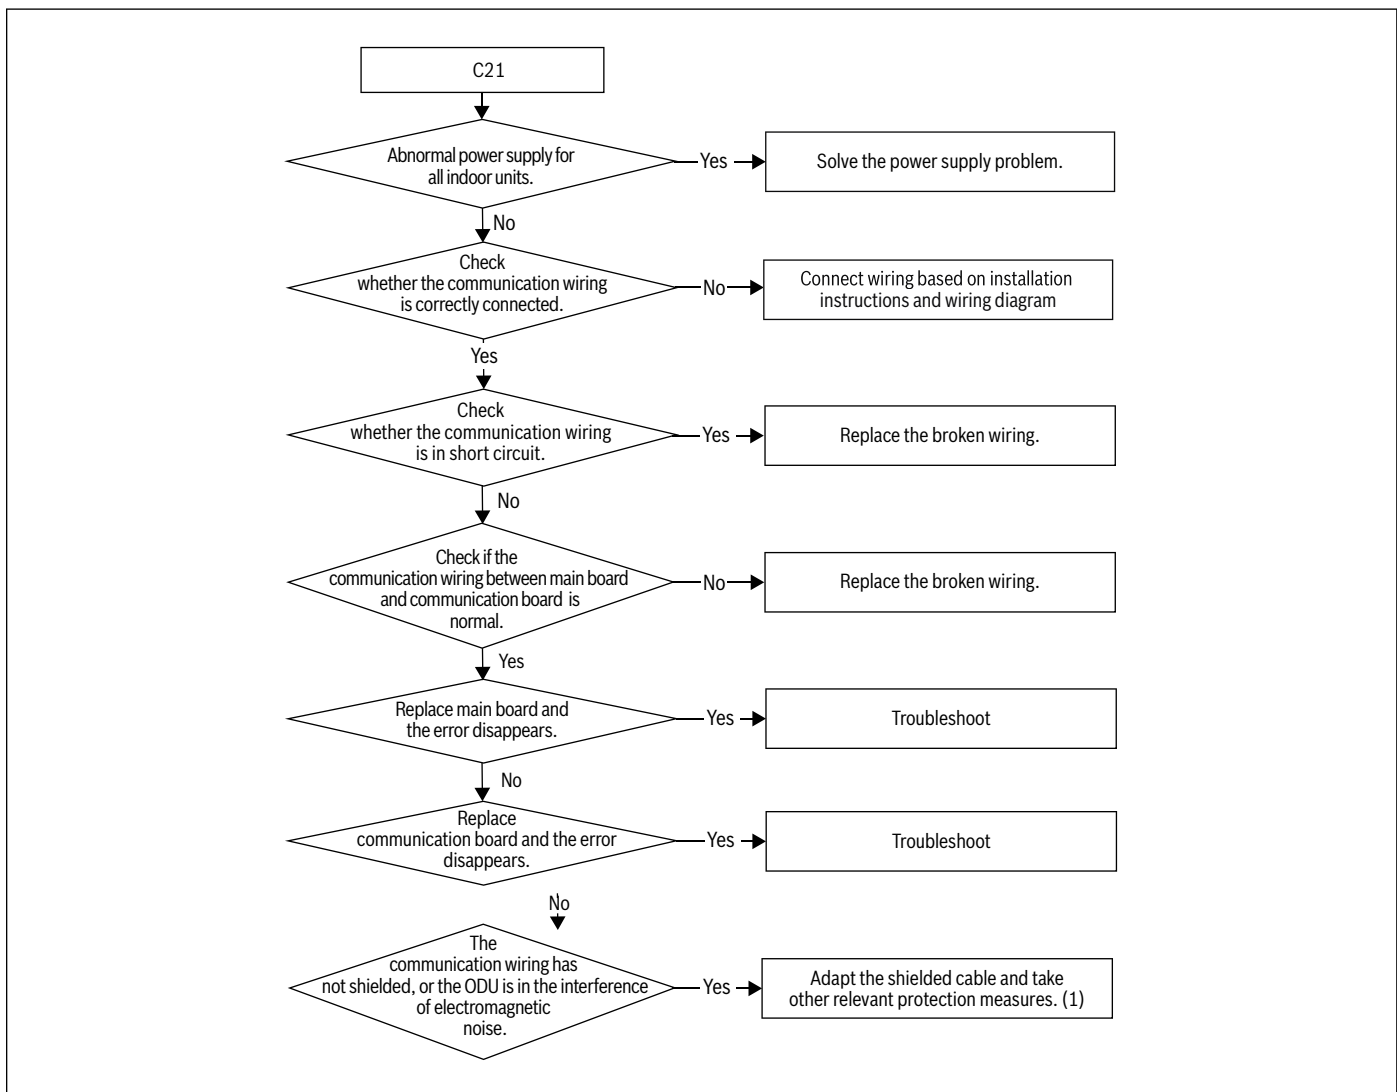 C21
Abnormal power supply for
all indoor units.
Yes
Solve the power supply problem.
No
Check
whether the communication wiring
is correctly connected.
No
Connect wiring based on installation
instructions and wiring diagram
Yes
Check
whether the communication wiring
is in short circuit.
Yes
Replace the broken wiring.
No
Check if the
communication wiring between main board
and communication board is
normal.
No
Replace the broken wiring.
Yes
Replace main board and
the error disappears.
Yes
Troubleshoot
No
Replace
communication board and the error
disappears.
Yes
Troubleshoot
No
The
communication wiring has
not shielded, or the ODU is in the interference
of electromagnetic
noise.
Yes
Adapt the shielded cable and take
other relevant protection measures. (1)